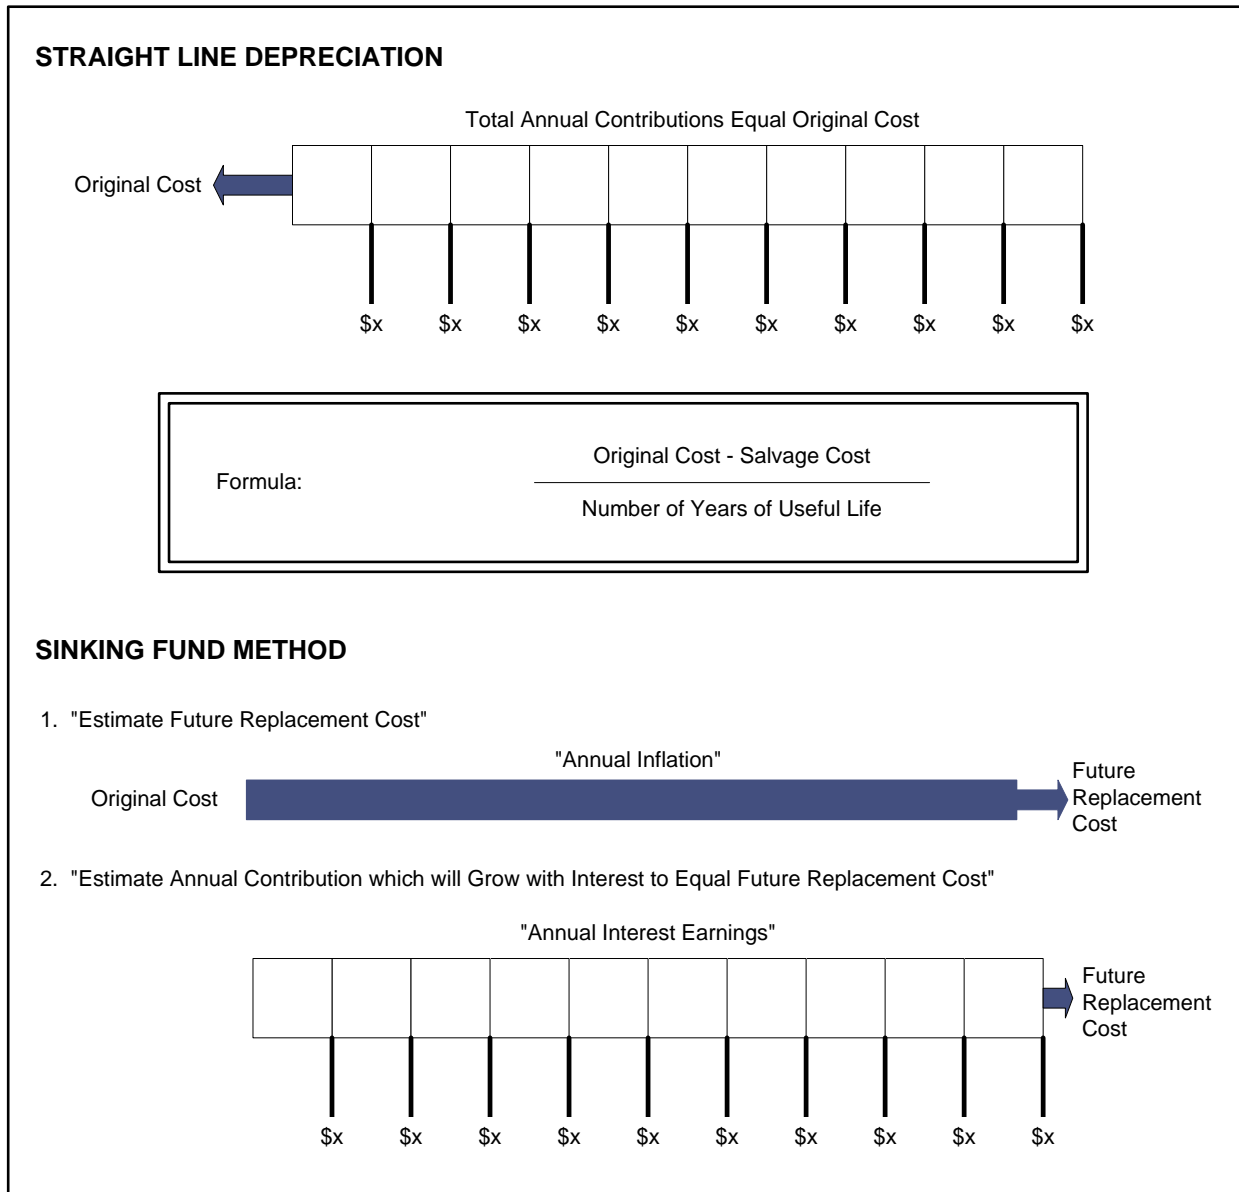 STRAIGHT LINE DEPRECIATION
Total Annual Contributions Equal Original Cost
Original Cost
$x $x $x $x $x $x $x $x $x $x
Original Cost - Salvage Cost
Formula:
Number of Years of Useful Life
SINKING FUND METHOD
1. "Estimate Future Replacement Cost"
"Annual Inflation"
Original Cost
Future
Replacement
Cost
2. "Estimate Annual Contribution which will Grow with Interest to Equal Future Replacement Cost"
"Annual Interest Earnings"
Future
Replacement
Cost
$x $x $x $x $x $x $x $x $x $x